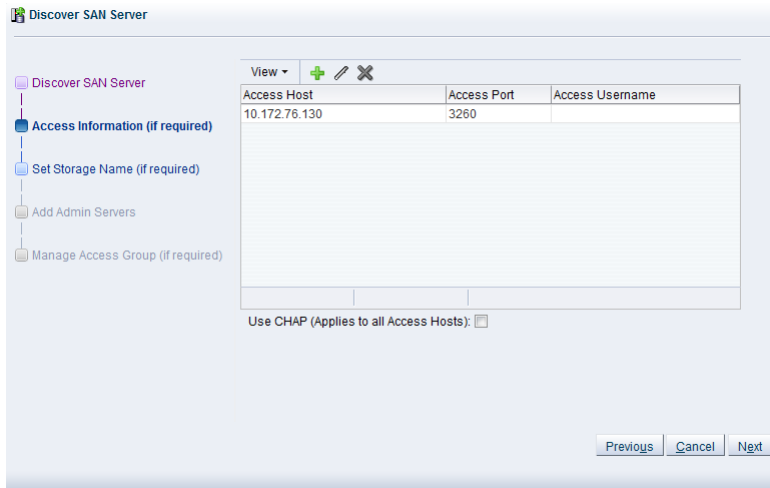 Discover SAN Server
Discover SAN Server
Access Information (if required)
Set Storage Name (if required)
Add Admin Servers
Manage Access Group (if required)
View
Access Host Access Port Access Username
10.172.76.130 3260
Use CHAP (Applies to all Access Hosts):
Previous Cancel Next